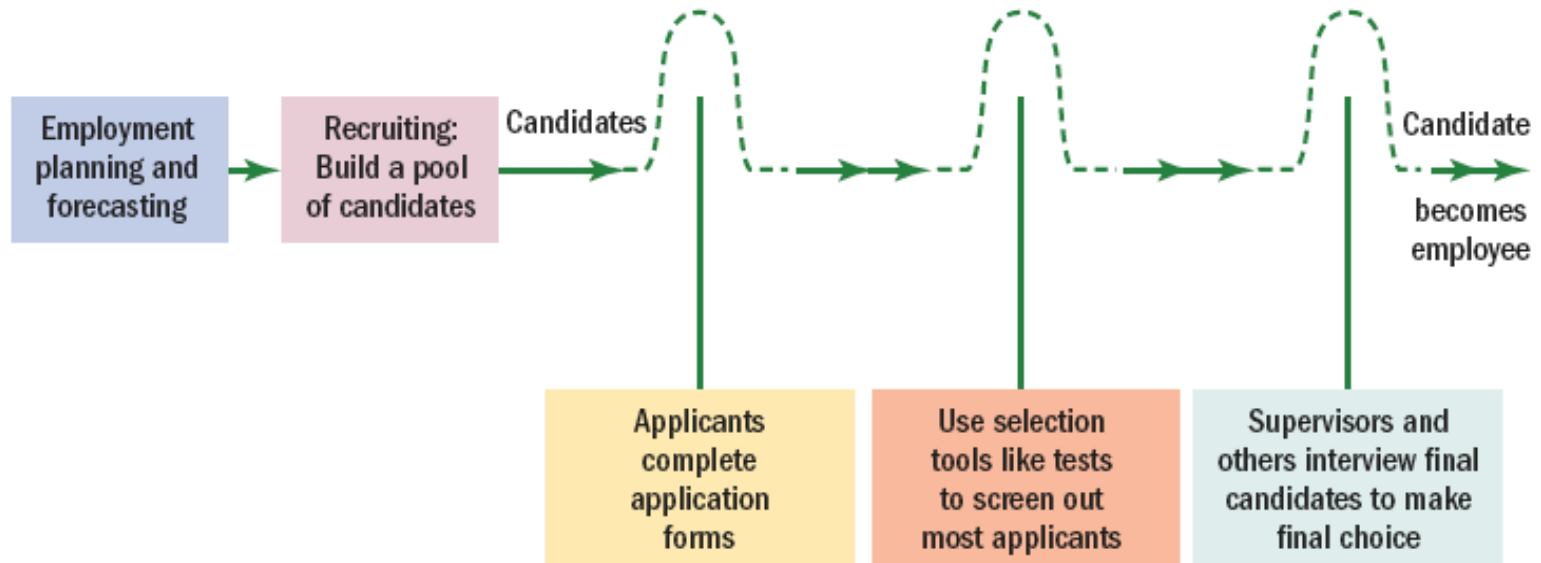 Employment
planning and
forecasting
Recruiting:
Build a pool
of candidates
Candidates
Candidate
becomes
employee
Applicants
complete
application
forms
Use selection
tools like tests
to screen out
most applicants
Supervisors and
others interview final
candidates to make
final choice